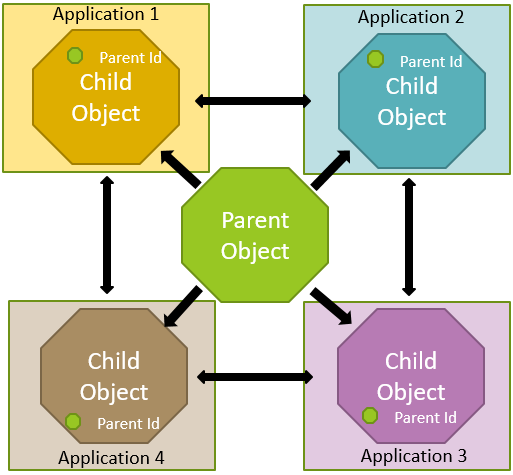 Application 1
Parent Id
Child
Object
Application 2
Parent Id
Child
Object
Parent
Object
Child
Object
Parent Id
Application 4
Child
Object
Parent Id
Application 3